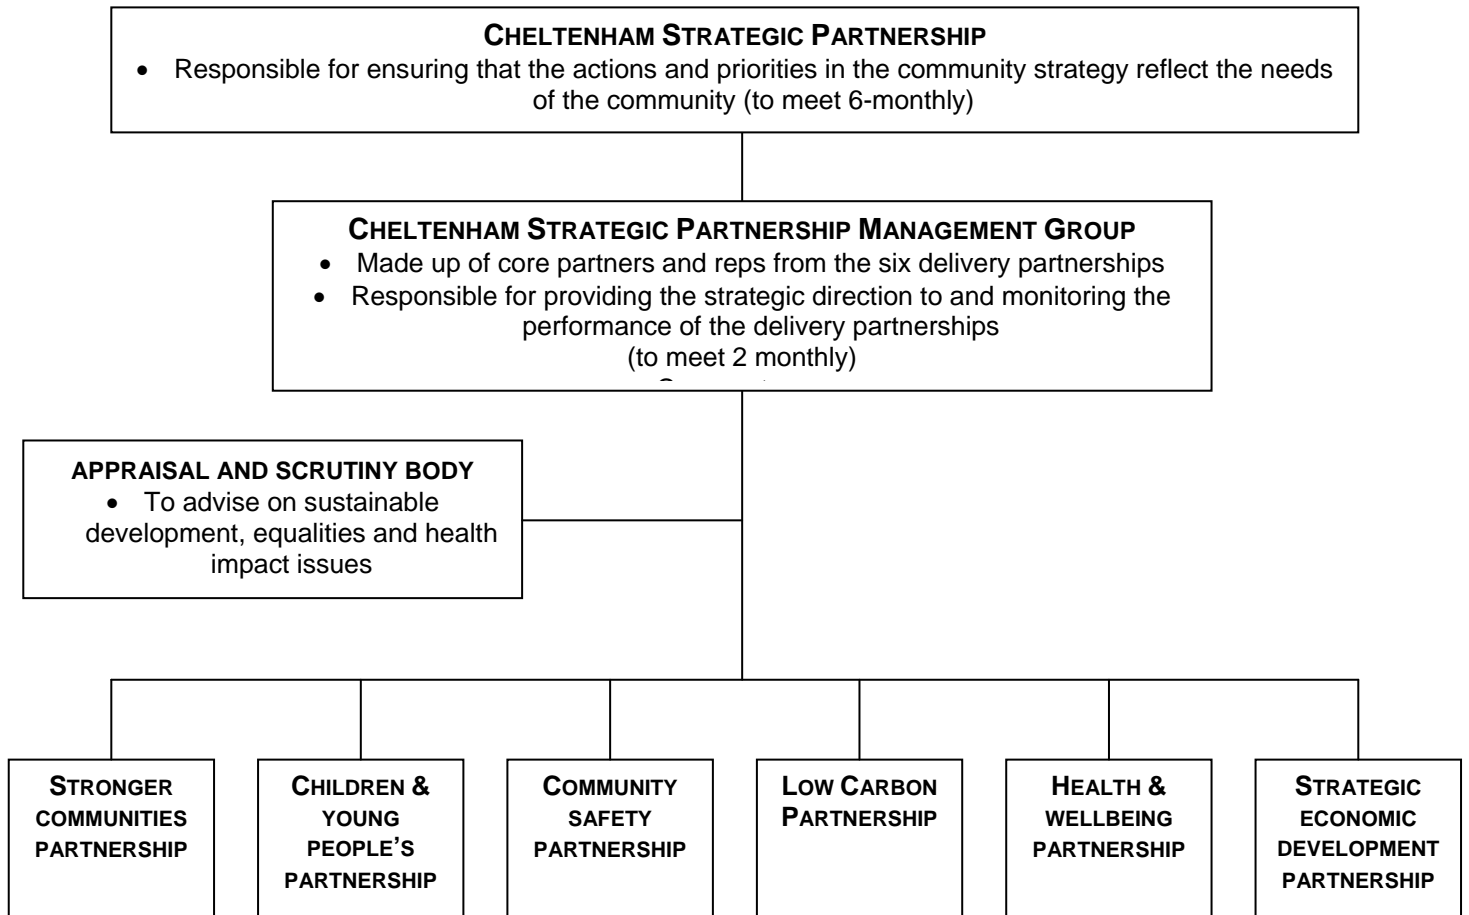 CHELTENHAM STRATEGIC PARTNERSHIP
• Responsible for ensuring that the actions and priorities in the community strategy reflect the needs
of the community (to meet 6-monthly)
CHELTENHAM STRATEGIC PARTNERSHIP MANAGEMENT GROUP
• Made up of core partners and reps from the six delivery partnerships
• Responsible for providing the strategic direction to and monitoring the
performance of the delivery partnerships
(to meet 2 monthly)
APPRAISAL AND SCRUTINY BODY
• To advise on sustainable
development, equalities and health
impact issues
STRONGER
COMMUNITIES
PARTNERSHIP
CHILDREN &
YOUNG
PEOPLE’S
PARTNERSHIP
COMMUNITY
SAFETY
PARTNERSHIP
LOW CARBON
PARTNERSHIP
HEALTH &
WELLBEING
PARTNERSHIP
STRATEGIC
ECONOMIC
DEVELOPMENT
PARTNERSHIP